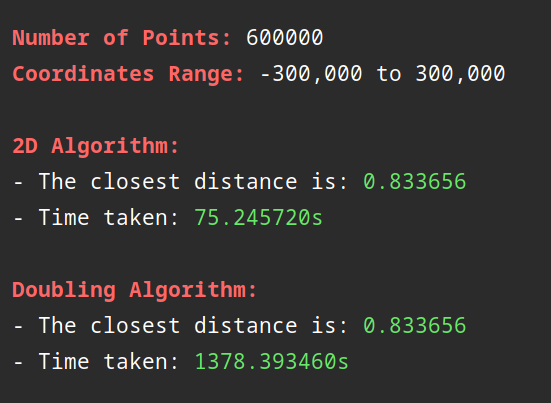 Number of Points: 600000
Coordinates Range: -300,000 to 300,000
2D Algorithm:
- The closest distance is: 0.833656
- Time taken: 75.245720s
Doubling Algorithm:
- The closest distance is: 0.833656
- Time taken: 1378.393460s